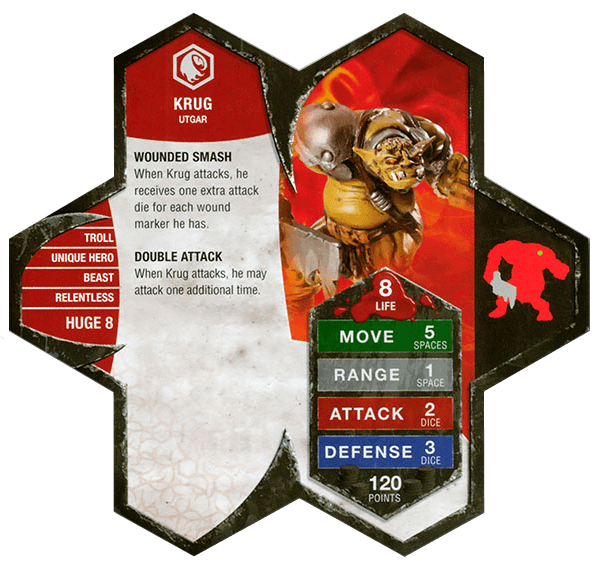 KRUG
UTGAR
WOUNDED SMASH
When Krug attacks, he
receives one extra attack
die for each wound
marker he has.
DOUBLE ATTACK
When Krug attacks, he may
attack one additional time.
TROLL
UNIQUE HERO
BEAST
RELENTLESS
HUGE 8
8
LIFE
MOVE 5
SPACES
RANGE 1
SPACE
ATTACK 2
DICE
DEFENSE 3
DICE
120
POINTS